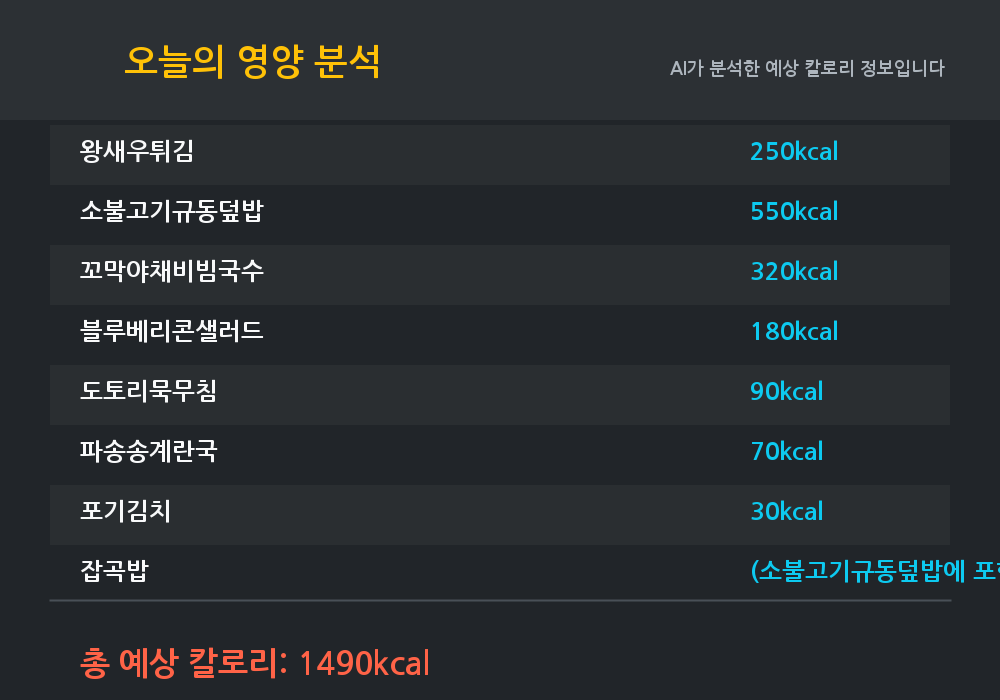 오늘의 영양 분석
AI가 분석한 예상 칼로리 정보입니다
왕새우튀김 250kcal
소불고기규동덮밥 550kcal
꼬막야채비빔국수 320kcal
블루베리콘샐러드 180kcal
도토리묵무침 90kcal
파송송계란국 70kcal
포기김치 30kcal
잡곡밥 (소불고기규동덮밥에
총 예상 칼로리: 1490kcal